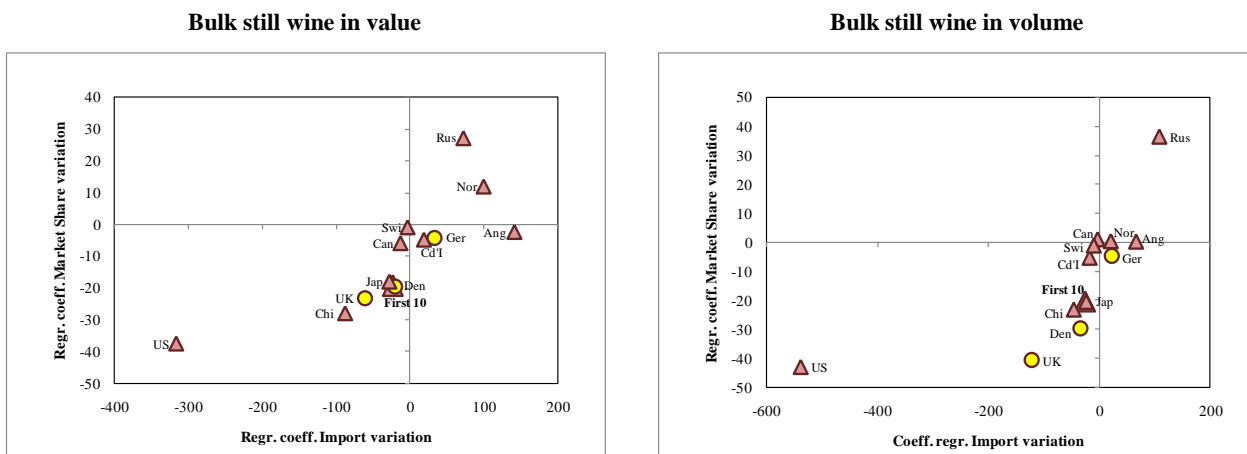 Bulk still wine in value
40
30
20
10
0
-10
-20
-30
-40
-50
-400 -300 -200 -100 0 100 200
Regr. coeff. Market Share variation
Regr. coeff. Import variation
Rus
Nor
Swi
Can
Cd'I
Ger
Ang
Jap
Den
UK
First 10
Chi
US
Bulk still wine in volume
50
40
30
20
10
0
-10
-20
-30
-40
-50
-600 -400 -200 0 200
Regr. coeff. Market Share variation
Coeff. regr. Import variation
Rus
Can
Nor
Ang
Swi
Cd'I
Ger
First 10
Jap
Chi
Den
UK
US